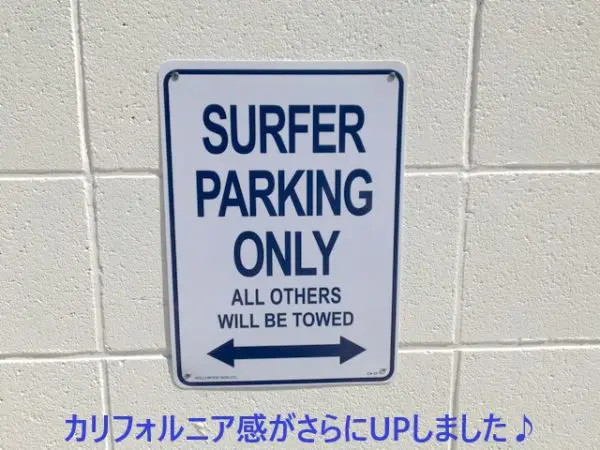 SURFER
PARKING
ONLY
ALL OTHERS
WILL BE TOWED
カリフォルニア感がさらにUPしました♪